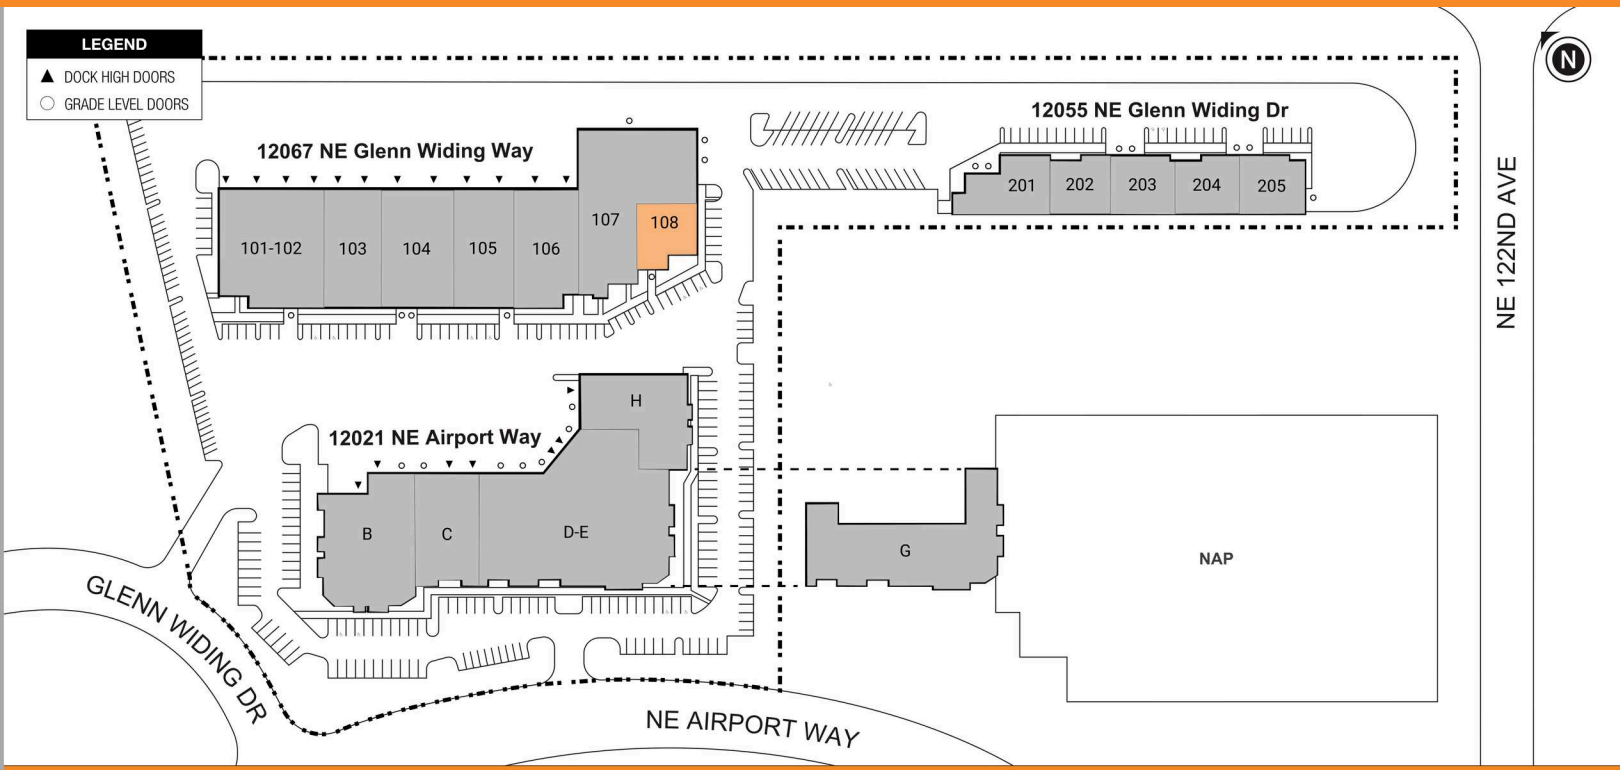 LEGEND
DOCK HIGH DOORS
GRADE LEVEL DOORS
N
12055 NE Glenn Widing Dr
12067 NE Glenn Widing Way
201
202
203
204
205
101-102
103
104
105
106
107
108
NE 122ND AVE
H
12021 NE Airport Way
B
C
D-E
G
NAP
GLENN WIDING DR
NE AIRPORT WAY